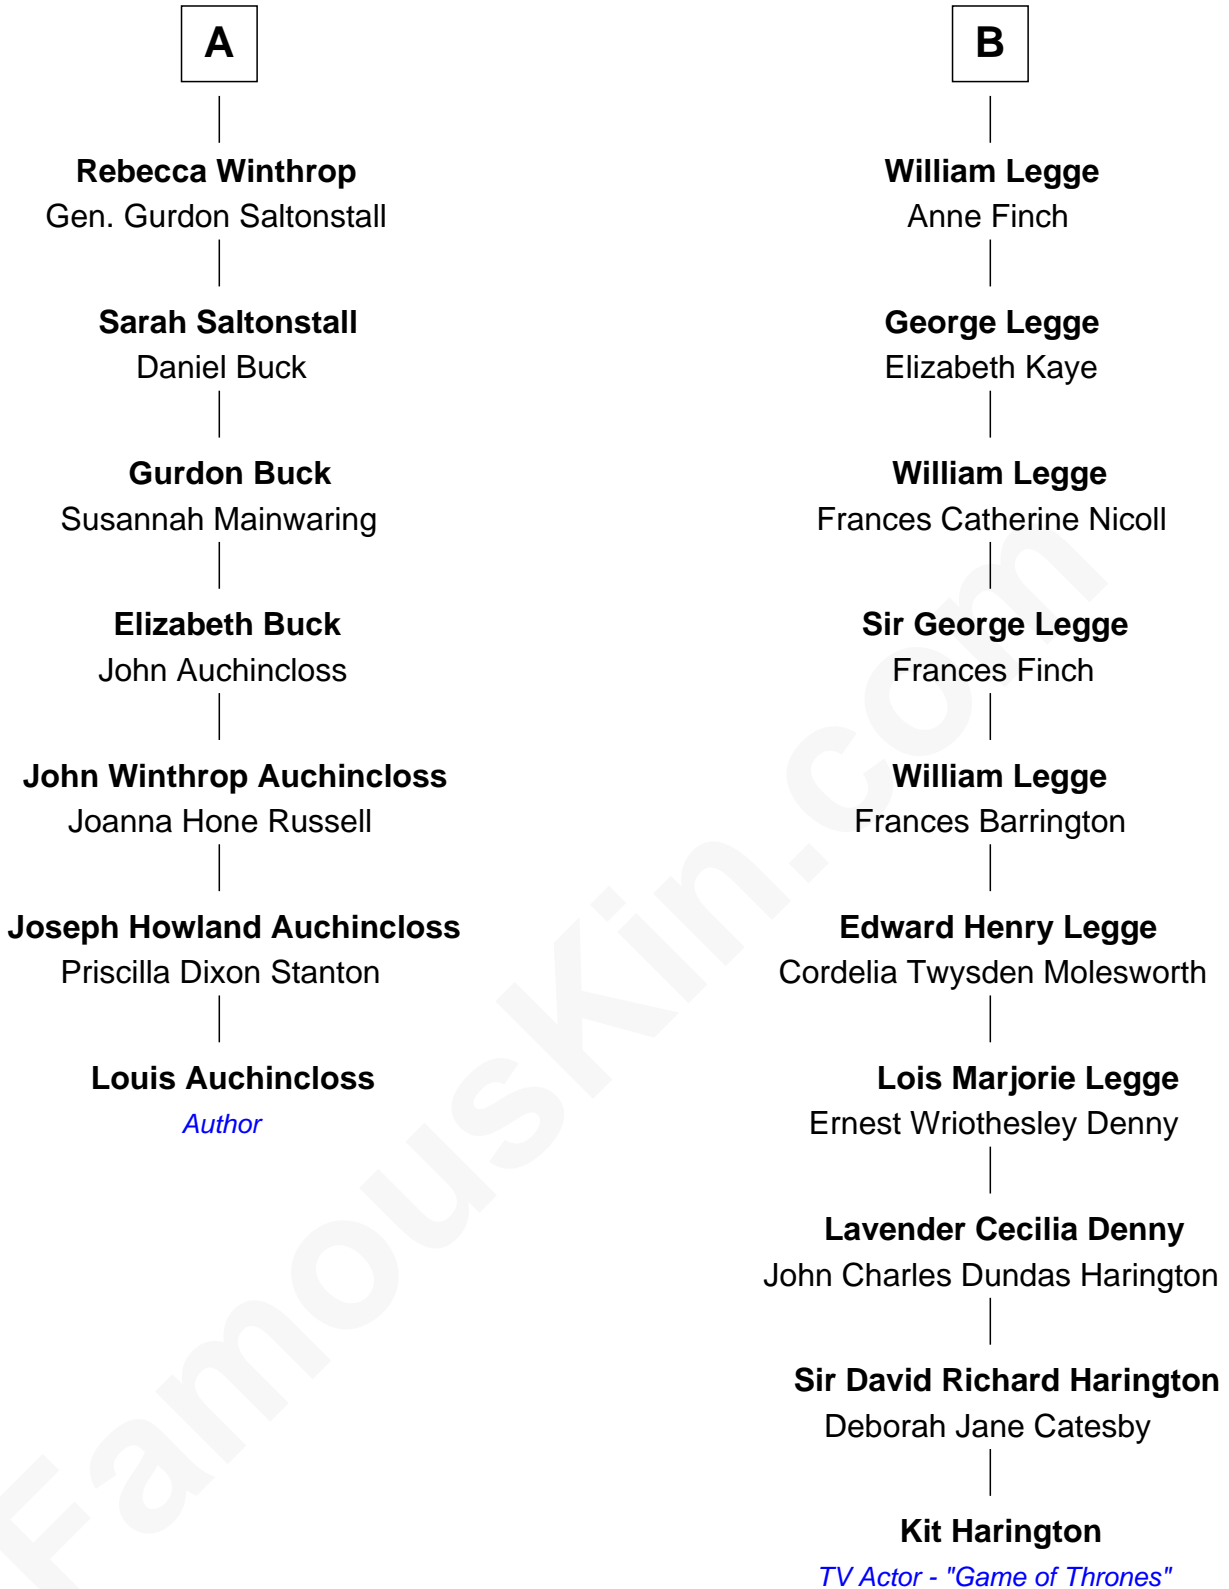 A
Rebecca Winthrop
Gen. Gurdon Saltonstall
Sarah Saltonstall
Daniel Buck
Gurdon Buck
Susannah Mainwaring
Elizabeth Buck
John Auchincloss
John Winthrop Auchincloss
Joanna Hone Russell
Joseph Howland Auchincloss
Priscilla Dixon Stanton
Louis Auchincloss
Author
B
William Legge
Anne Finch
George Legge
Elizabeth Kaye
William Legge
Frances Catherine Nicoll
Sir George Legge
Frances Finch
William Legge
Frances Barrington
Edward Henry Legge
Cordelia Twysden Molesworth
Lois Marjorie Legge
Ernest Wriothesley Denny
Lavender Cecilia Denny
John Charles Dundas Harington
Sir David Richard Harington
Deborah Jane Catesby
Kit Harington
TV Actor - "Game of Thrones"
FamousKin.com